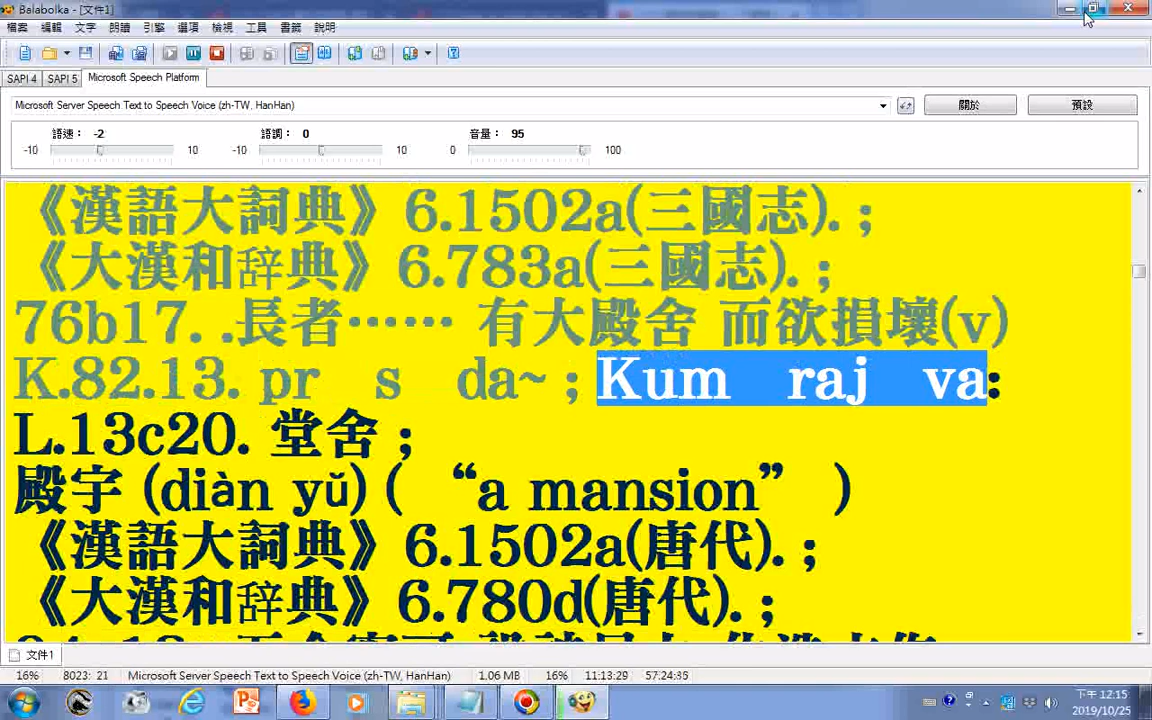 Balabolka - [文件1]
檔案 編輯 文字 朗讀 引擎 選項 檢視 工具 書籤 說明
SAPI 4 SAPI 5 Microsoft Speech Platform
Microsoft Server Speech Text to Speech Voice (zh-TW, HanHan) 關於 預設
語速： -2 語調： 0 音量： 95
-10 10 -10 10 0 100
《漢語大詞典》6.1502a(三國志). ;
《大漢和辞典》6.783a(三國志). ;
76b17. .長者…… 有大殿舍 而欲損壞(v)
K.82.13. pr s da~ ; Kum raj va:
L.13c20. 堂舍 ;
殿宇 (diàn yǔ) ( “a mansion” )
《漢語大詞典》6.1502a(唐代). ;
《大漢和辞典》6.780d(唐代). ;
文件1
16% 8023: 21 Microsoft Server Speech Text to Speech Voice (zh-TW, HanHan) 1.06 MB 16% 11:13:29 57:24:35
下午 12:15
2019/10/25